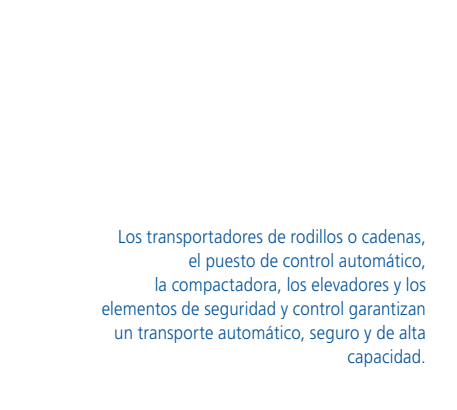 Los transportadores de rodillos o cadenas,
el puesto de control automático,
la compactadora, los elevadores y los
elementos de seguridad y control garantizan
un transporte automático, seguro y de alta
capacidad.